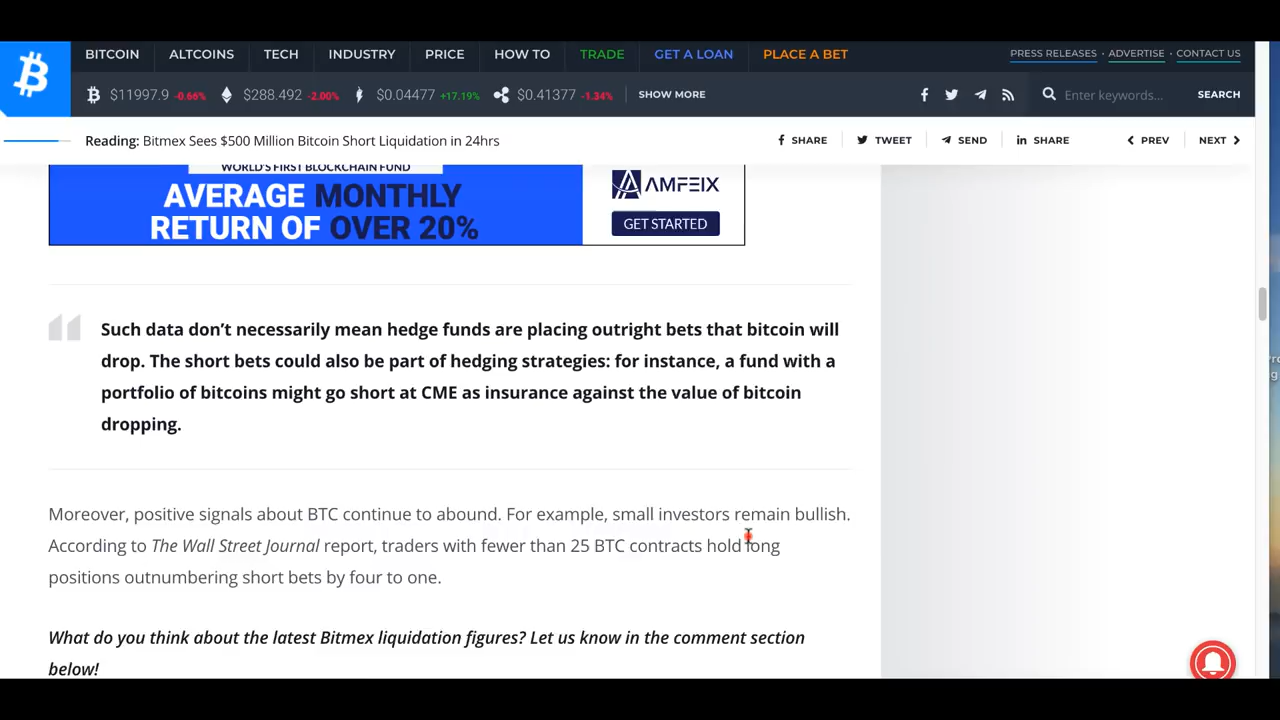 BITCOIN ALTCOINS TECH INDUSTRY PRICE HOW TO TRADE GET A LOAN PLACE A BET PRESS RELEASES · ADVERTISE · CONTACT US
$11997.9 -0.66% $288.492 -2.00% $0.04477 +17.19% $0.41377 -1.34% SHOW MORE Enter keywords... SEARCH
Reading: Bitmex Sees $500 Million Bitcoin Short Liquidation in 24hrs SHARE TWEET SEND SHARE PREV NEXT
WORLD'S FIRST BLOCKCHAIN FUND
AVERAGE MONTHLY
RETURN OF OVER 20%
AMFEIX
GET STARTED
Such data don't necessarily mean hedge funds are placing outright bets that bitcoin will
drop. The short bets could also be part of hedging strategies: for instance, a fund with a
portfolio of bitcoins might go short at CME as insurance against the value of bitcoin
dropping.
Moreover, positive signals about BTC continue to abound. For example, small investors remain bullish.
According to The Wall Street Journal report, traders with fewer than 25 BTC contracts hold long
positions outnumbering short bets by four to one.
What do you think about the latest Bitmex liquidation figures? Let us know in the comment section
below!